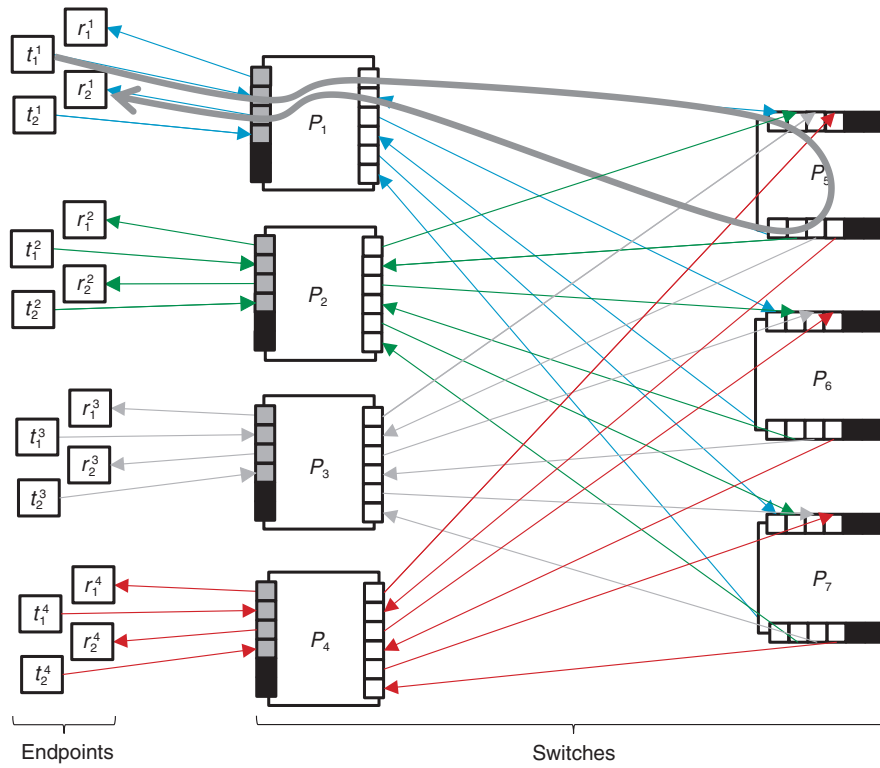 r₁¹
t₁¹
r₂¹
t₂¹
P₁
P₅
r₁²
t₁²
r₂²
t₂²
P₂
P₆
r₁³
t₁³
r₂³
t₂³
P₃
P₇
r₁⁴
t₁⁴
r₂⁴
t₂⁴
P₄
Endpoints
Switches